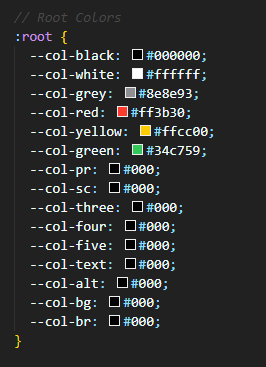 // Root Colors
:root {
--col-black: #000000;
--col-white: #ffffff;
--col-grey: #8e8e93;
--col-red: #ff3b30;
--col-yellow: #ffcc00;
--col-green: #34c759;
--col-pr: #000;
--col-sc: #000;
--col-three: #000;
--col-four: #000;
--col-five: #000;
--col-text: #000;
--col-alt: #000;
--col-bg: #000;
--col-br: #000;
}